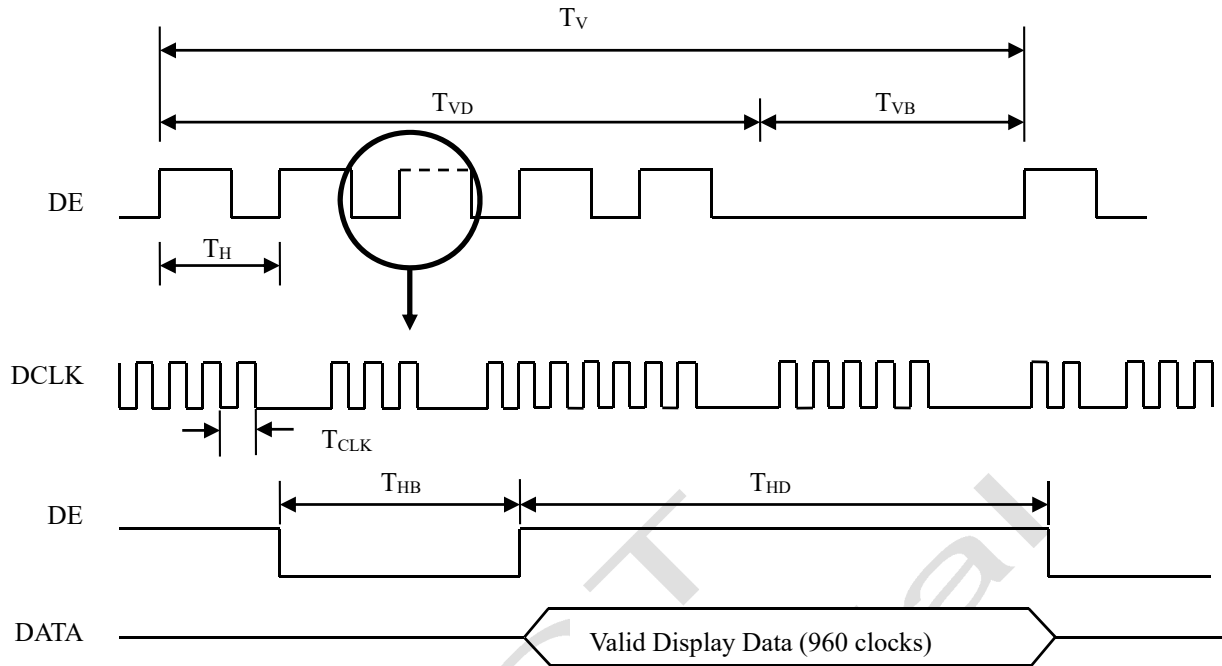 TV
TVD TVB
DE
TH
DCLK
TCLK
THB THD
DE
DATA Valid Display Data (960 clocks)